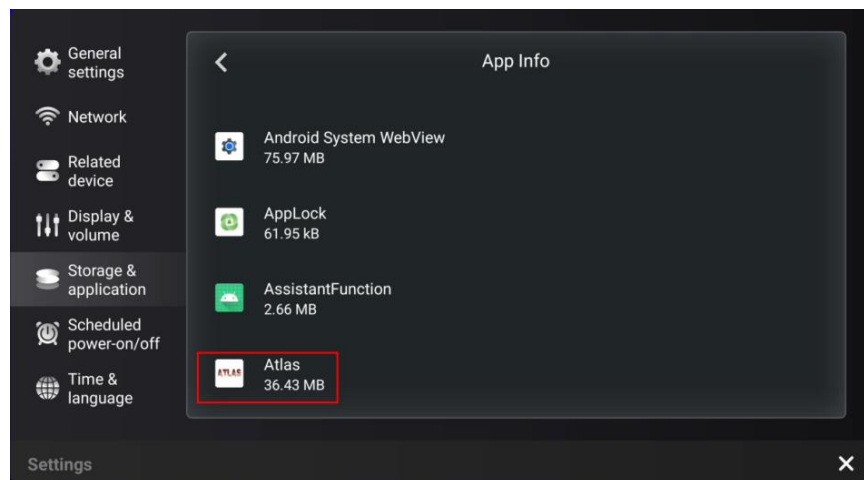 General
settings
Network
Related
device
Display &
volume
Storage &
application
Scheduled
power-on/off
Time &
language
App Info
Android System WebView
75.97 MB
AppLock
61.95 kB
AssistantFunction
2.66 MB
ATLAS
Atlas
36.43 MB
Settings